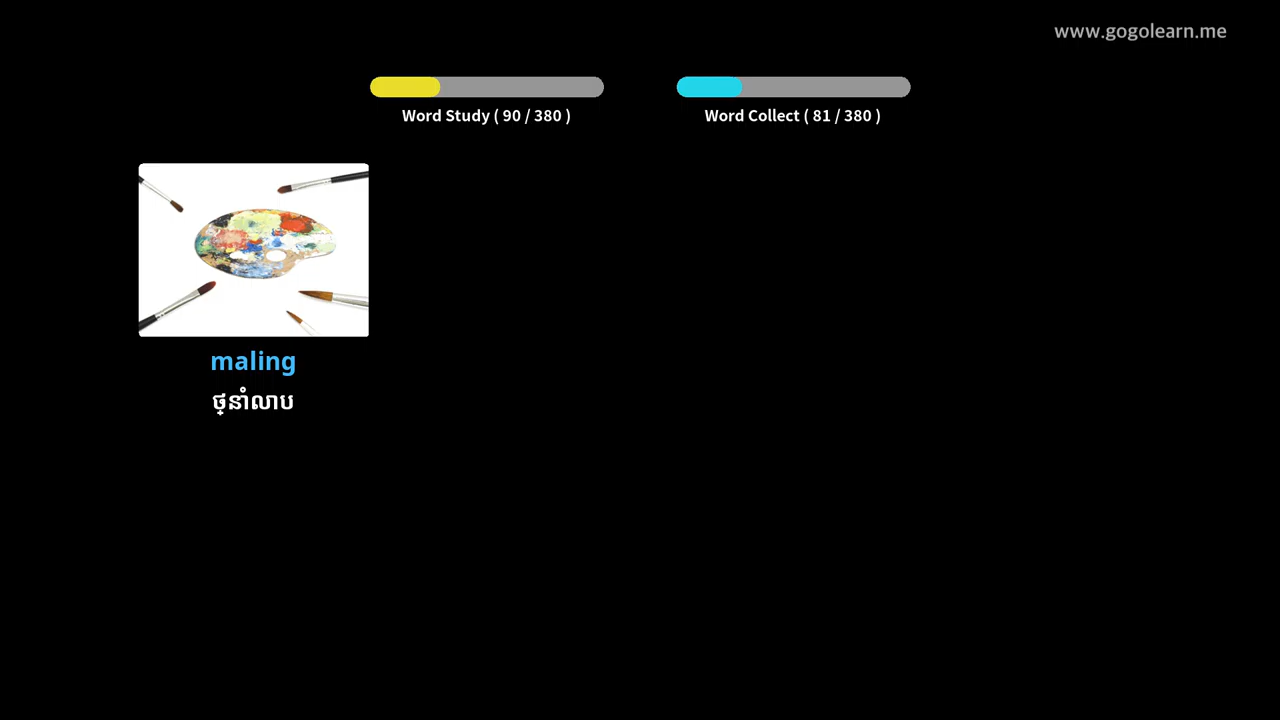 www.gogolearn.me
Word Study ( 90 / 380 )
Word Collect ( 81 / 380 )
maling
ថ្នាំលាប